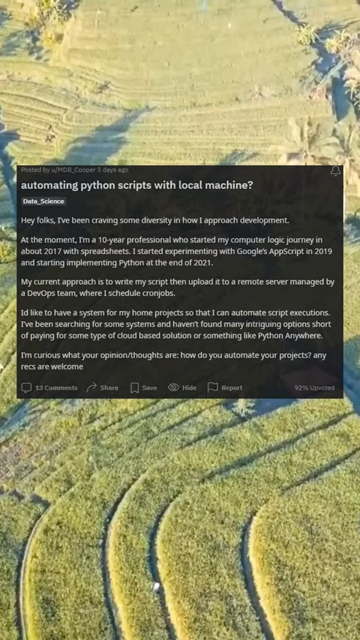 Posted by u/MDB_Cooper 3 days ago
automating python scripts with local machine?
Data_Science
Hey folks, I've been craving some diversity in how I approach development.
At the moment, I'm a 10-year professional who started my computer logic journey in
about 2017 with spreadsheets. I started experimenting with Google's AppScript in 2019
and starting implementing Python at the end of 2021.
My current approach is to write my script then upload it to a remote server managed by
a DevOps team, where I schedule cronjobs.
Id like to have a system for my home projects so that I can automate script executions.
I've been searching for some systems and haven't found many intriguing options short
of paying for some type of cloud based solution or something like Python Anywhere.
I'm curious what your opinion/thoughts are: how do you automate your projects? any
recs are welcome
13 Comments Share Save Hide Report 92% Upvoted